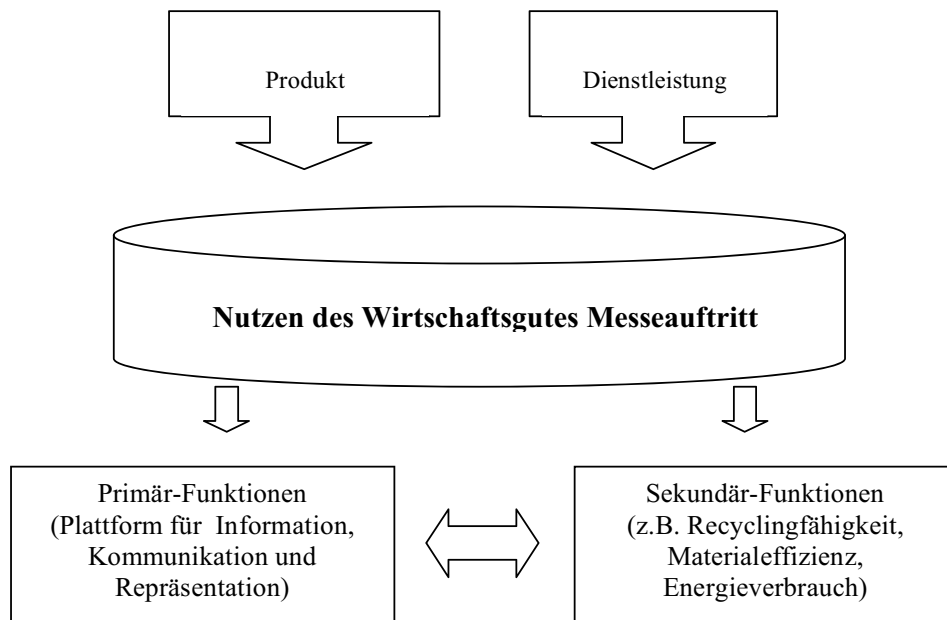 Produkt
Dienstleistung
Nutzen des Wirtschaftsgutes Messeauftritt
Primär-Funktionen
(Plattform für Information,
Kommunikation und
Repräsentation)
Sekundär-Funktionen
(z.B. Recyclingfähigkeit,
Materialeffizienz,
Energieverbrauch)